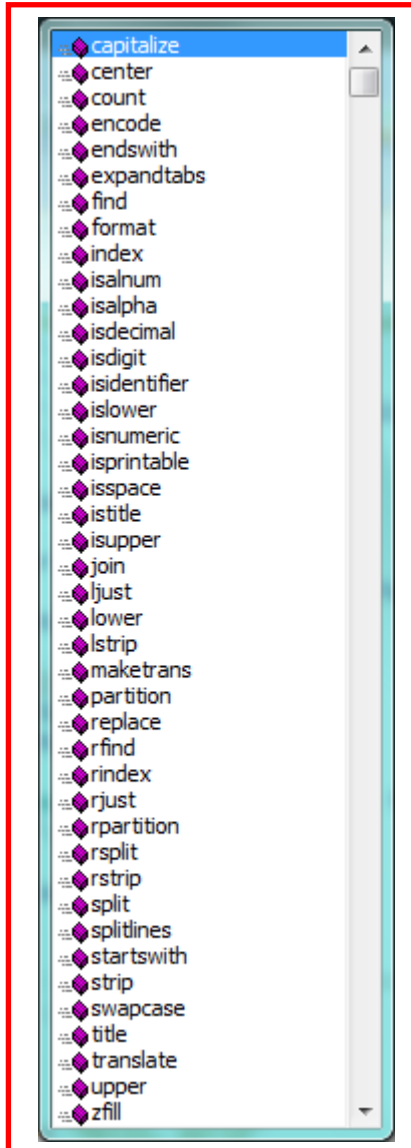 capitalize
center
count
encode
endswith
expandtabs
find
format
index
isalnum
isalpha
isdecimal
isdigit
isidentifier
islower
isnumeric
isprintable
isspace
istitle
isupper
join
ljust
lower
lstrip
maketrans
partition
replace
rfind
rindex
rjust
rpartition
rsplit
rstrip
split
splitlines
startswith
strip
swapcase
title
translate
upper
zfill